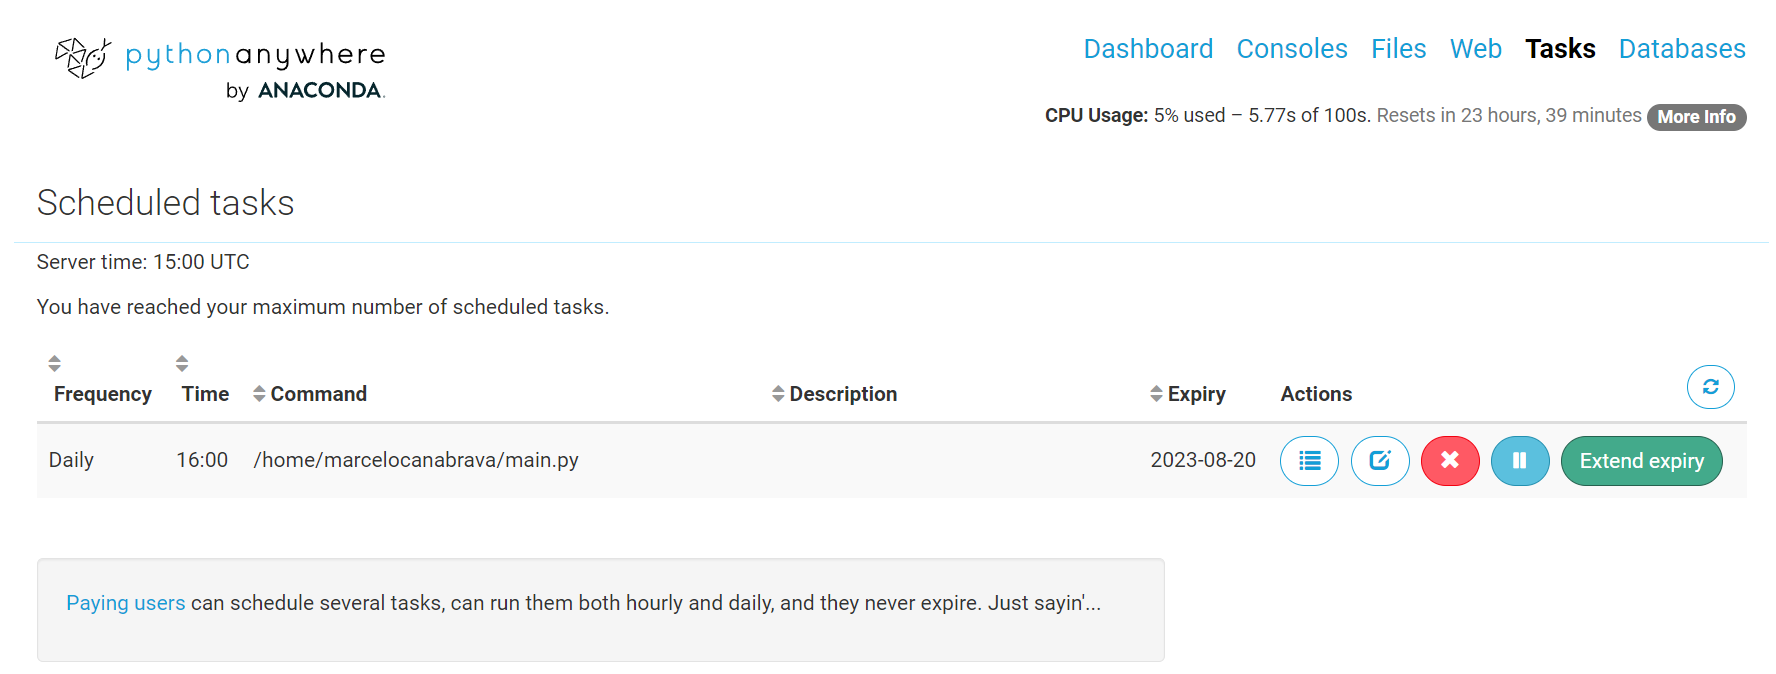 pythonanywhere
by ANACONDA.
Dashboard Consoles Files Web Tasks Databases
CPU Usage: 5% used – 5.77s of 100s. Resets in 23 hours, 39 minutes More Info
Scheduled tasks
Server time: 15:00 UTC
You have reached your maximum number of scheduled tasks.
Frequency Time Command Description Expiry Actions
Daily 16:00 /home/marcelocanabrava/main.py 2023-08-20 Extend expiry
Paying users can schedule several tasks, can run them both hourly and daily, and they never expire. Just sayin'...